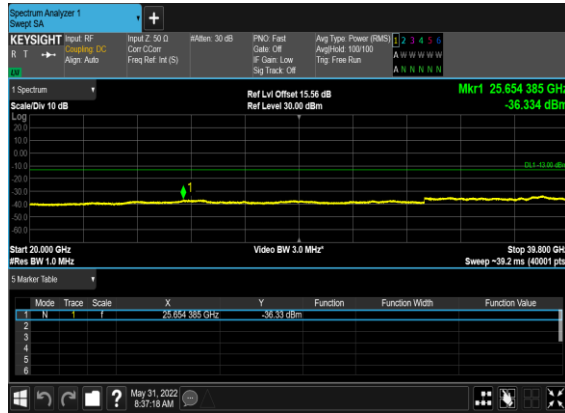 Spectrum Analyzer 1
Swept SA
+
KEYSIGHT Input: RF Input Z: 50 Ω #Atten: 30 dB PNO: Fast Avg Type: Power (RMS) 1 2 3 4 5 6
R T Coupling: DC Corr CCorr Gate: Off Avg|Hold: 100/100 A W W W W W
Align: Auto Freq Ref: Int (S) IF Gain: Low Trig: Free Run
LW Sig Track: Off A N N N N N
1 Spectrum
Ref Lvl Offset 15.56 dB Mkr1 25.654 385 GHz
Scale/Div 10 dB Ref Level 30.00 dBm -36.334 dBm
Log
20.0
10.0
0.00
-10.0
DL1 -13.00 dBm
-20.0
-30.0
1
-40.0
-50.0
-60.0
Start 20.000 GHz Video BW 3.0 MHz* Stop 39.800 GHz
#Res BW 1.0 MHz Sweep ~39.2 ms (40001 pts)
5 Marker Table
Mode Trace Scale X Y Function Function Width Function Value
1 N 1 f 25.654 385 GHz -36.33 dBm
2
3
4
5
6
? May 31, 2022
8:37:18 AM